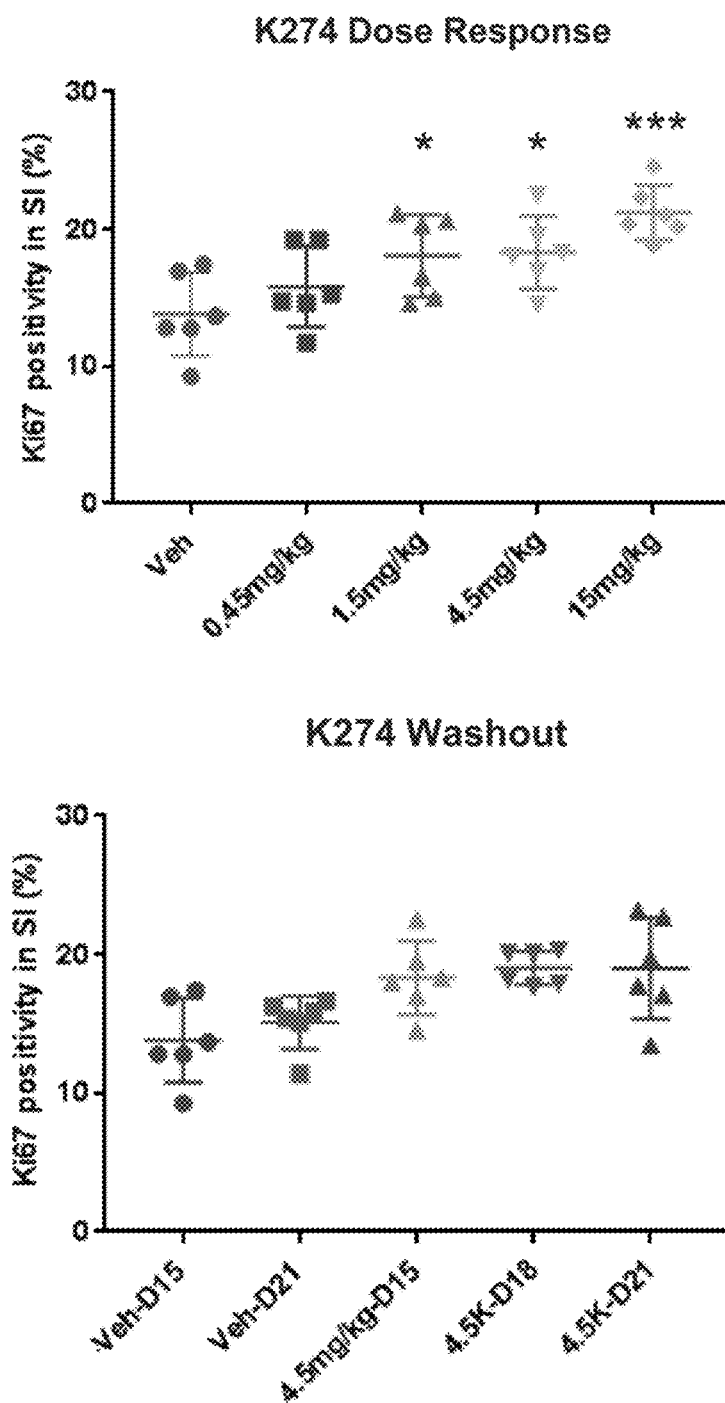 K274 Dose Response
Ki67 positivity in SI (%)
30
20
10
0
*
*
***
Veh
0.45mg/kg
1.5mg/kg
4.5mg/kg
15mg/kg
K274 Washout
Ki67 positivity in SI (%)
30
20
10
0
Veh-D15
Veh-D21
4.5mg/kg-D15
4.5K-D18
4.5K-D21